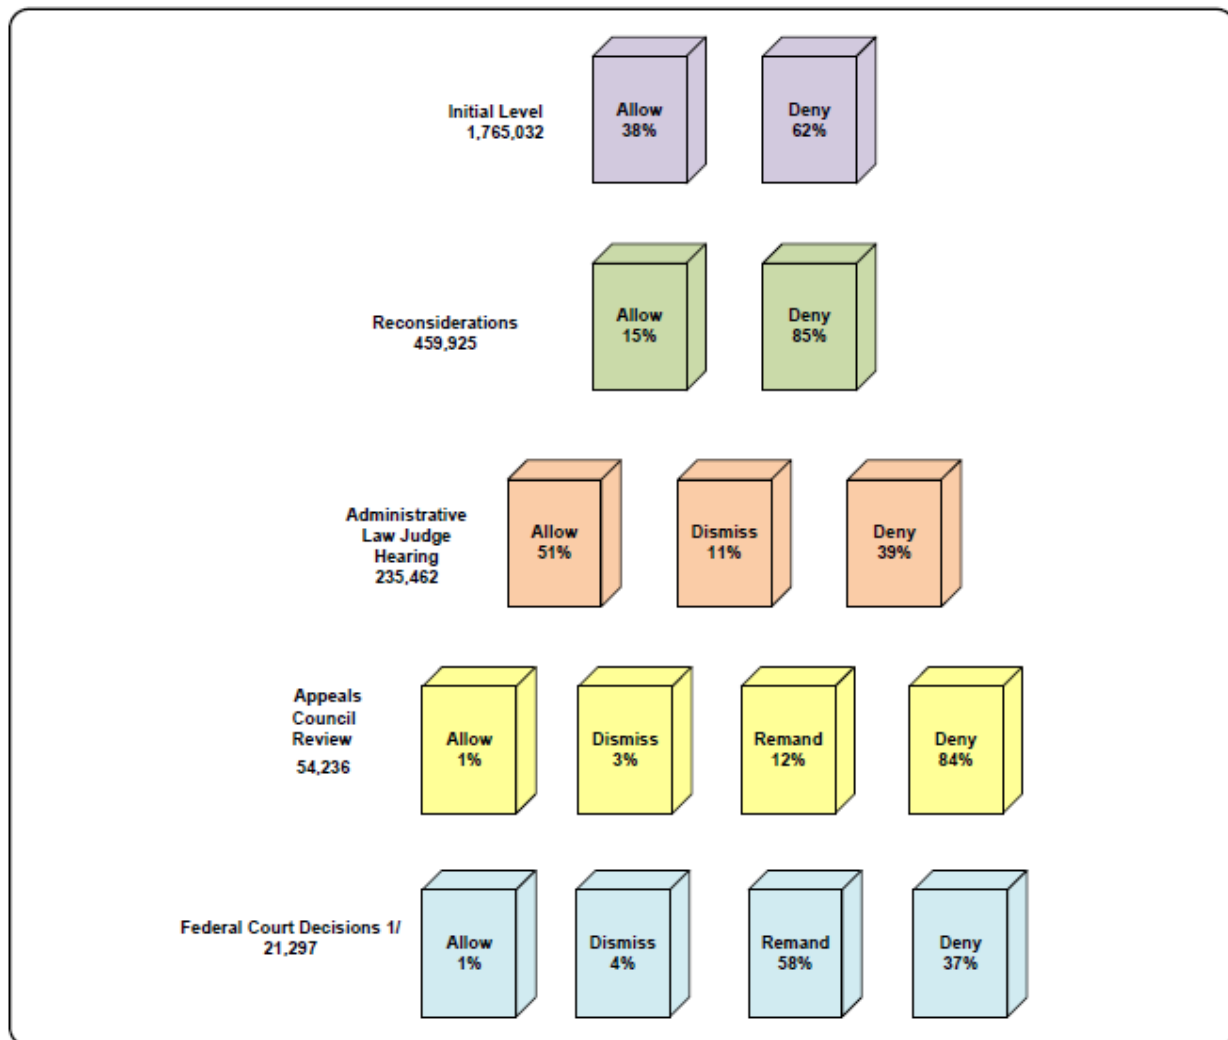 Initial Level
1,765,032
Allow
38%
Deny
62%
Reconsiderations
459,925
Allow
15%
Deny
85%
Administrative
Law Judge
Hearing
235,462
Allow
51%
Dismiss
11%
Deny
39%
Appeals
Council
Review
54,236
Allow
1%
Dismiss
3%
Remand
12%
Deny
84%
Federal Court Decisions 1/
21,297
Allow
1%
Dismiss
4%
Remand
58%
Deny
37%